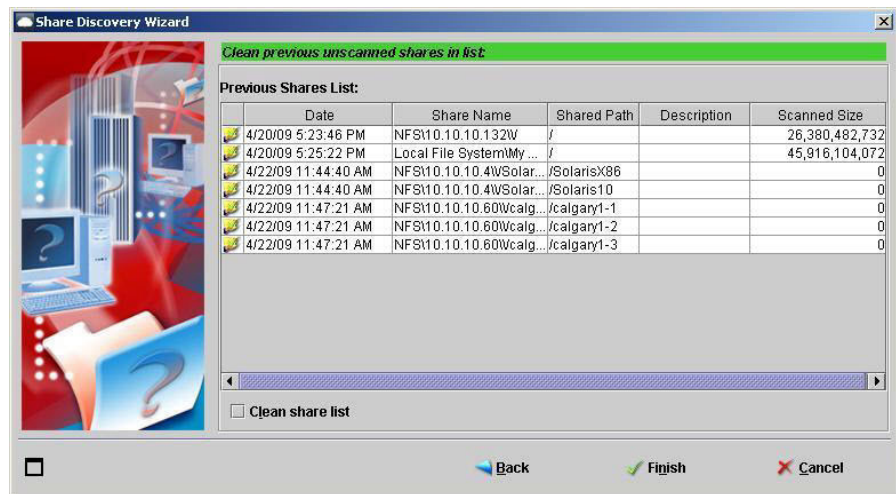 Share Discovery Wizard
Clean previous unscanned shares in list:
Previous Shares List:
Date Share Name Shared Path Description Scanned Size
4/20/09 5:23:46 PM NFS\10.10.10.132\V / 26,380,482,732
4/20/09 5:25:22 PM Local File System\My ... / 45,916,104,072
4/22/09 11:44:40 AM NFS\10.10.10.4\VSolar... /SolarisX86 0
4/22/09 11:44:40 AM NFS\10.10.10.4\VSolar... /Solaris10 0
4/22/09 11:47:21 AM NFS\10.10.10.60\Vcalg... /calgary1-1 0
4/22/09 11:47:21 AM NFS\10.10.10.60\Vcalg... /calgary1-2 0
4/22/09 11:47:21 AM NFS\10.10.10.60\Vcalg... /calgary1-3 0
Clean share list
Back Finish Cancel